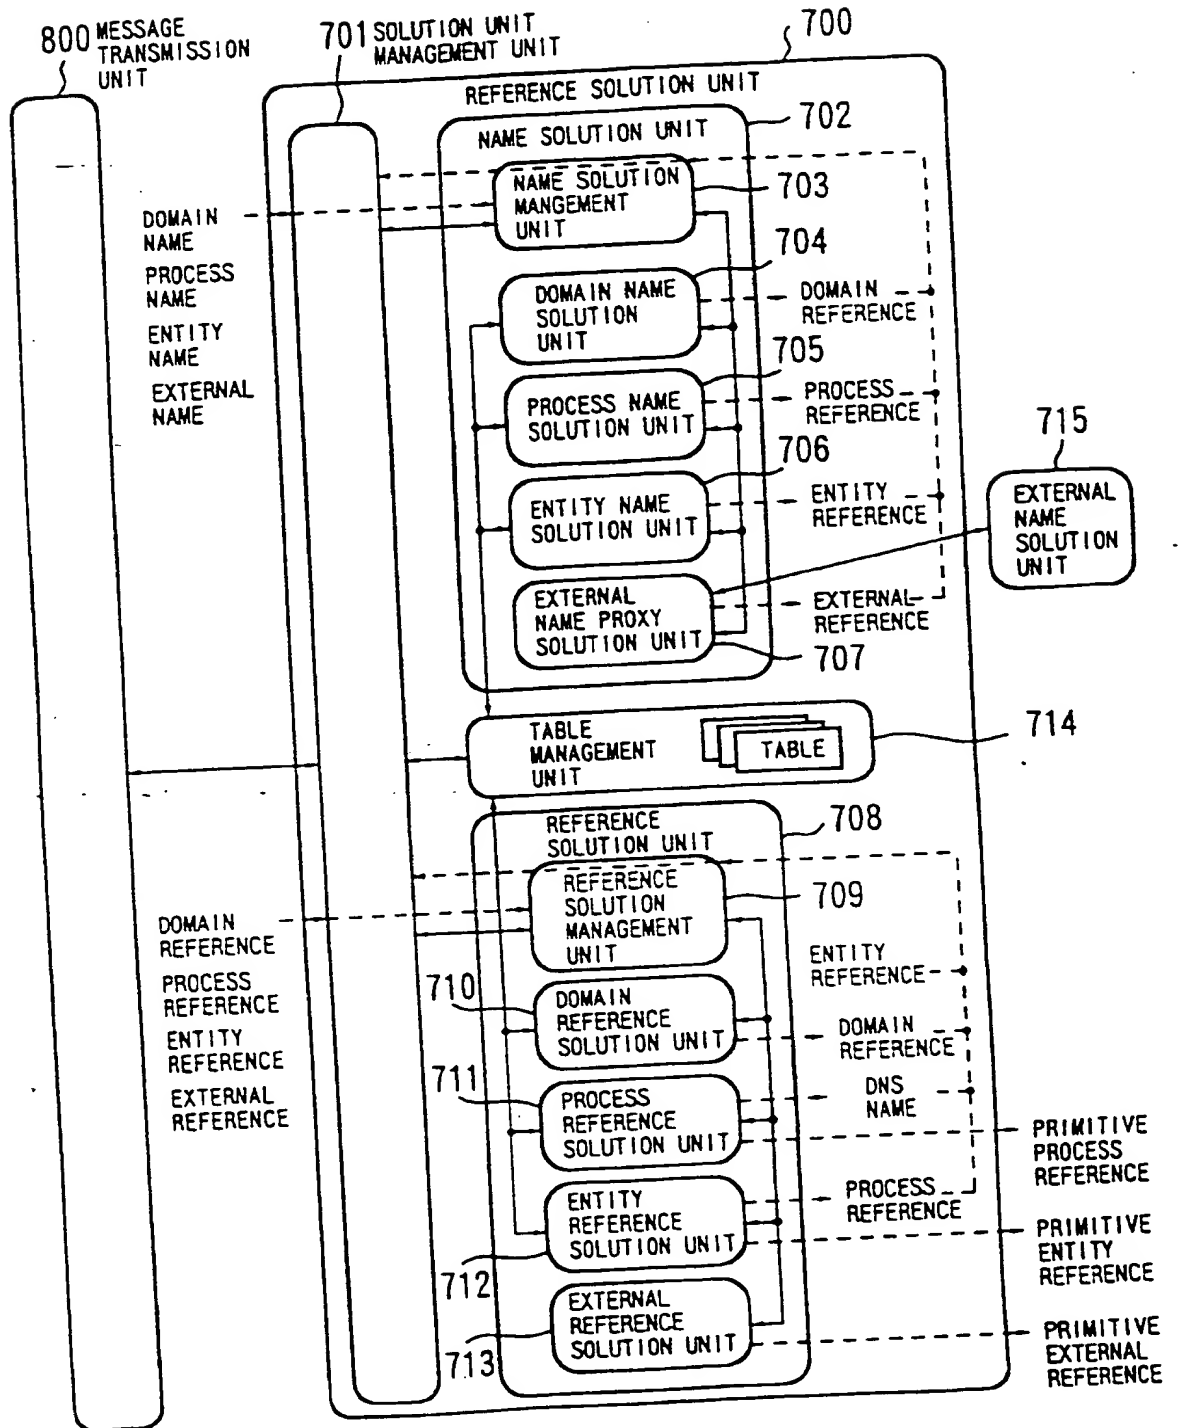 800 MESSAGE
TRANSMISSION
UNIT
701 SOLUTION UNIT
MANAGEMENT UNIT
700
REFERENCE SOLUTION UNIT
NAME SOLUTION UNIT
702
NAME SOLUTION
MANGEMENT
UNIT
703
DOMAIN
NAME
PROCESS
NAME
ENTITY
NAME
EXTERNAL
NAME
704
DOMAIN NAME
SOLUTION
UNIT
DOMAIN
REFERENCE
705
PROCESS NAME
SOLUTION UNIT
PROCESS
REFERENCE
706
ENTITY NAME
SOLUTION UNIT
ENTITY
REFERENCE
715
EXTERNAL
NAME
SOLUTION
UNIT
EXTERNAL
NAME PROXY
SOLUTION UNIT
EXTERNAL
REFERENCE
707
TABLE
MANAGEMENT
UNIT
TABLE
714
REFERENCE
SOLUTION UNIT
708
REFERENCE
SOLUTION
MANAGEMENT
UNIT
709
DOMAIN
REFERENCE
PROCESS
REFERENCE
ENTITY
REFERENCE
EXTERNAL
REFERENCE
ENTITY
REFERENCE
710
DOMAIN
REFERENCE
SOLUTION UNIT
DOMAIN
REFERENCE
711
PROCESS
REFERENCE
SOLUTION UNIT
DNS
NAME
PRIMITIVE
PROCESS
REFERENCE
712
ENTITY
REFERENCE
SOLUTION UNIT
PROCESS
REFERENCE
PRIMITIVE
ENTITY
REFERENCE
713
EXTERNAL
REFERENCE
SOLUTION UNIT
PRIMITIVE
EXTERNAL
REFERENCE